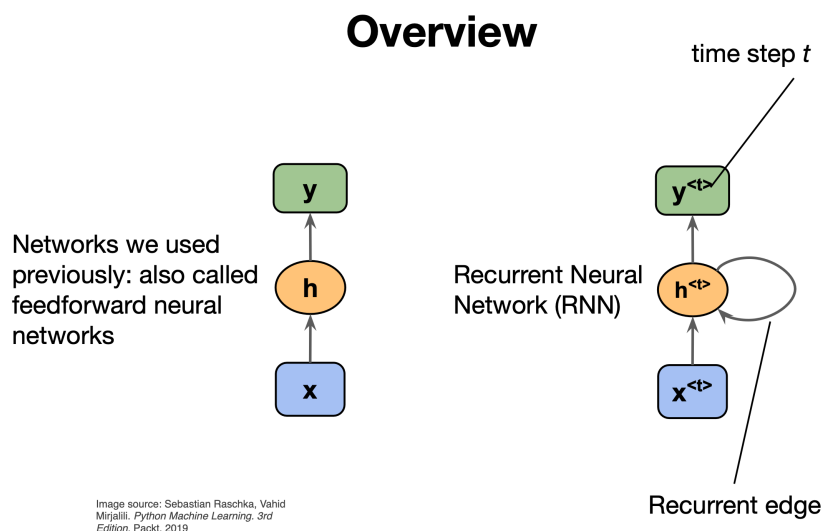 Overview
time step t
y
y<t>
Networks we used
previously: also called
feedforward neural
networks
h
Recurrent Neural
Network (RNN)
h<t>
x
x<t>
Image source: Sebastian Raschka, Vahid
Mirjalili. Python Machine Learning. 3rd
Edition. Packt, 2019
Recurrent edge